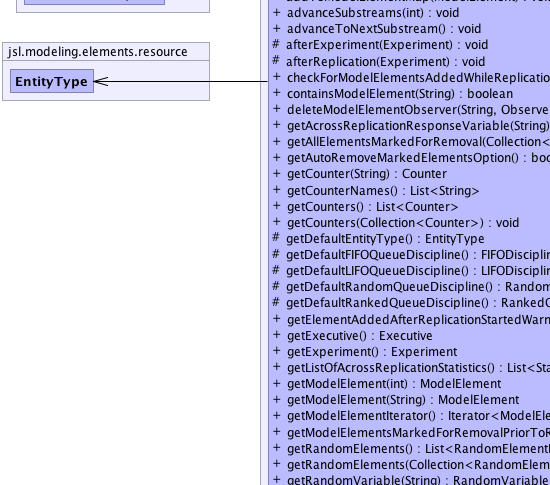 jsl.modeling.elements.resource
EntityType
+ advanceSubstreams(int) : void
+ advanceToNextSubstream() : void
# afterExperiment(Experiment) : void
# afterReplication(Experiment) : void
+ checkForModelElementsAddedWhileReplicatio
+ containsModelElement(String) : boolean
+ deleteModelElementObserver(String, Observe
+ getAcrossReplicationResponseVariable(String)
+ getAllElementsMarkedForRemoval(Collection<
+ getAutoRemoveMarkedElementsOption() : boo
+ getCounter(String) : Counter
+ getCounterNames() : List<String>
+ getCounters() : List<Counter>
+ getCounters(Collection<Counter>) : void
# getDefaultEntityType() : EntityType
# getDefaultFIFOQueueDiscipline() : FIFODisciplin
# getDefaultLIFOQueueDiscipline() : LIFODisciplin
# getDefaultRandomQueueDiscipline() : Random
# getDefaultRankedQueueDiscipline() : RankedQ
+ getElementAddedAfterReplicationStartedWarn
+ getExecutive() : Executive
+ getExperiment() : Experiment
+ getListOfAcrossReplicationStatistics() : List<Sta
+ getModelElement(int) : ModelElement
+ getModelElement(String) : ModelElement
+ getModelElementIterator() : Iterator<ModelEle
+ getModelElementsMarkedForRemovalPriorToR
+ getRandomElements() : List<RandomElementI
+ getRandomElements(Collection<RandomElem
+ getRandomVariable(String) : RandomVariable